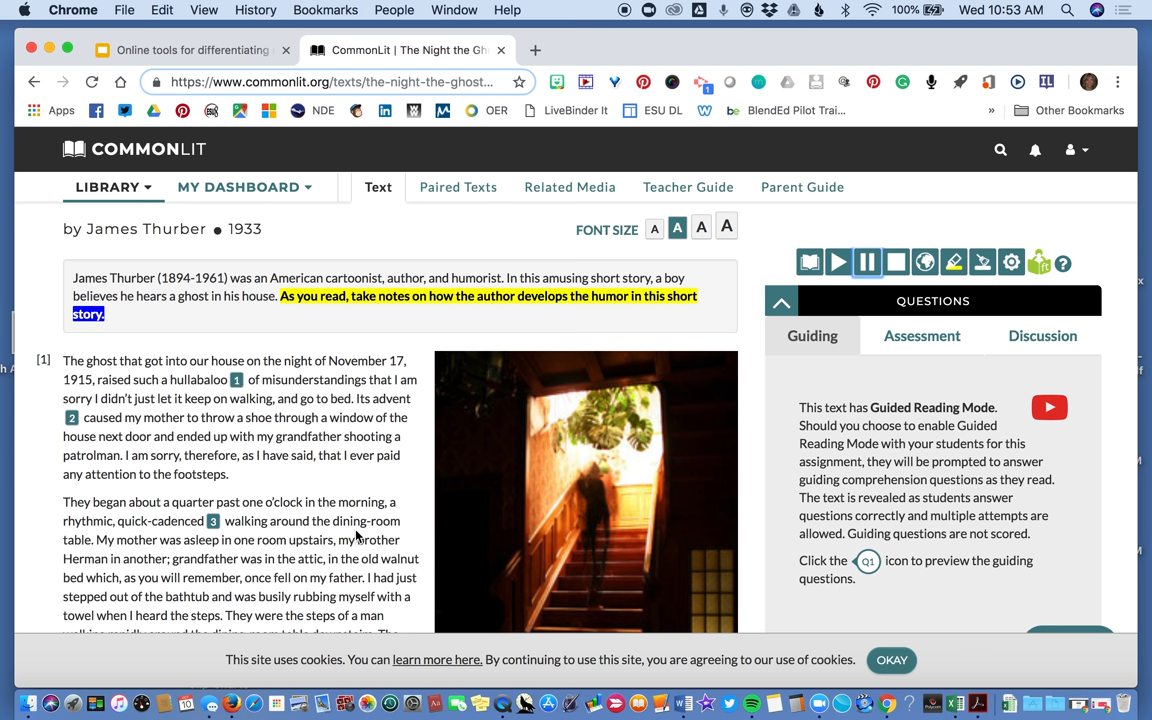 Chrome File Edit View History Bookmarks People Window Help 100% Wed 10:53 AM
Online tools for differentiating CommonLit | The Night the Gh
https://www.commonlit.org/texts/the-night-the-ghost... 1
Apps NDE OER LiveBinder It ESU DL BlendEd Pilot Trai... » Other Bookmarks
COMMONLIT
LIBRARY MY DASHBOARD Text Paired Texts Related Media Teacher Guide Parent Guide
by James Thurber ● 1933
FONT SIZE A A A A
James Thurber (1894-1961) was an American cartoonist, author, and humorist. In this amusing short story, a boy
believes he hears a ghost in his house. As you read, take notes on how the author develops the humor in this short
story.
[1] The ghost that got into our house on the night of November 17,
1915, raised such a hullabaloo 1 of misunderstandings that I am
sorry I didn't just let it keep on walking, and go to bed. Its advent
2 caused my mother to throw a shoe through a window of the
house next door and ended up with my grandfather shooting a
patrolman. I am sorry, therefore, as I have said, that I ever paid
any attention to the footsteps.
They began about a quarter past one o'clock in the morning, a
rhythmic, quick-cadenced 3 walking around the dining-room
table. My mother was asleep in one room upstairs, my brother
Herman in another; grandfather was in the attic, in the old walnut
bed which, as you will remember, once fell on my father. I had just
stepped out of the bathtub and was busily rubbing myself with a
towel when I heard the steps. They were the steps of a man
walking rapidly around the dining-room table downstairs. The
QUESTIONS
Guiding Assessment Discussion
This text has Guided Reading Mode.
Should you choose to enable Guided
Reading Mode with your students for this
assignment, they will be prompted to answer
guiding comprehension questions as they read.
The text is revealed as students answer
questions correctly and multiple attempts are
allowed. Guiding questions are not scored.
Click the Q1 icon to preview the guiding
questions.
This site uses cookies. You can learn more here. By continuing to use this site, you are agreeing to our use of cookies. OKAY